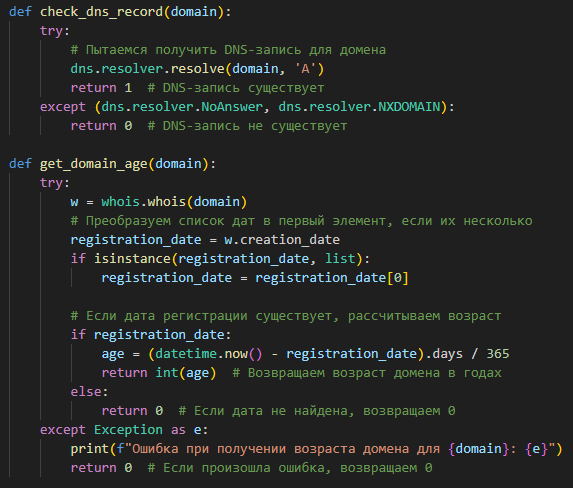 def check_dns_record(domain):
    try:
        # Пытаемся получить DNS-запись для домена
        dns.resolver.resolve(domain, 'A')
        return 1  # DNS-запись существует
    except (dns.resolver.NoAnswer, dns.resolver.NXDOMAIN):
        return 0  # DNS-запись не существует

def get_domain_age(domain):
    try:
        w = whois.whois(domain)
        # Преобразуем список дат в первый элемент, если их несколько
        registration_date = w.creation_date
        if isinstance(registration_date, list):
            registration_date = registration_date[0]

        # Если дата регистрации существует, рассчитываем возраст
        if registration_date:
            age = (datetime.now() - registration_date).days / 365
            return int(age)  # Возвращаем возраст домена в годах
        else:
            return 0  # Если дата не найдена, возвращаем 0
    except Exception as e:
        print(f"Ошибка при получении возраста домена для {domain}: {e}")
        return 0  # Если произошла ошибка, возвращаем 0